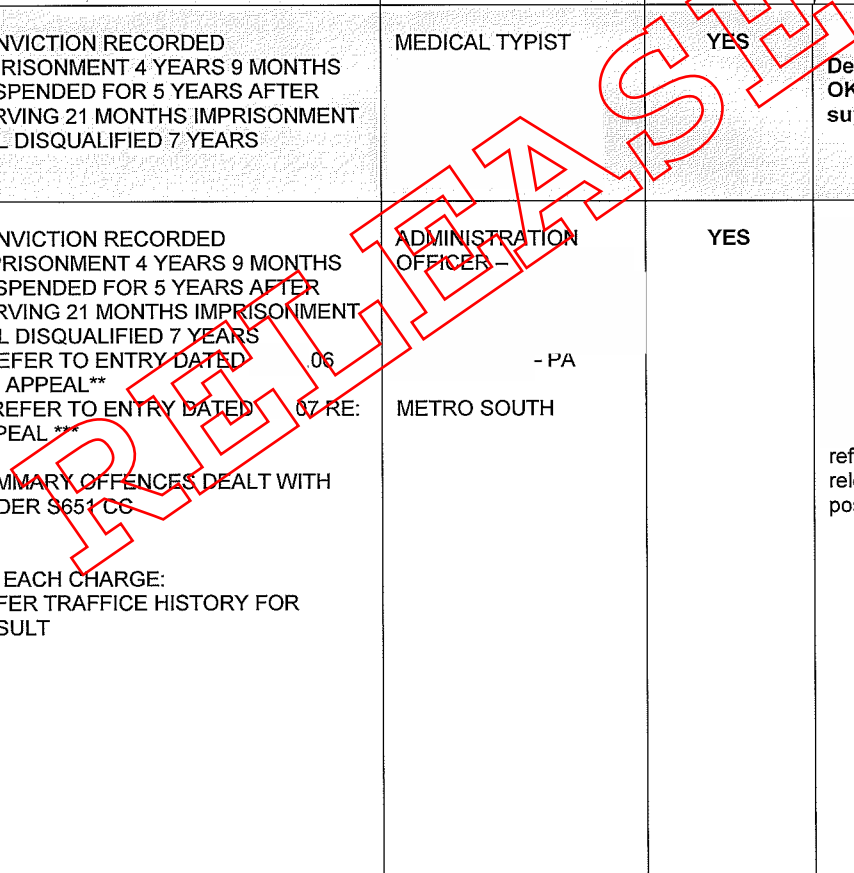 NVICTION RECORDED
PRISONMENT 4 YEARS 9 MONTHS
SPENDED FOR 5 YEARS AFTER
RVING 21 MONTHS IMPRISONMENT
L DISQUALIFIED 7 YEARS
MEDICAL TYPIST
YES
De
OK
su
NVICTION RECORDED
PRISONMENT 4 YEARS 9 MONTHS
SPENDED FOR 5 YEARS AFTER
RVING 21 MONTHS IMPRISONMENT
L DISQUALIFIED 7 YEARS
EFER TO ENTRY DATED .06
APPEAL**
REFER TO ENTRY DATED 07 RE:
PEAL ***
MMARY OFFENCES DEALT WITH
DER S651 CC
EACH CHARGE:
FER TRAFFICE HISTORY FOR
SULT
ADMINISTRATION
OFFICER –
- PA
METRO SOUTH
YES
ref
rel
pos
RELEASE